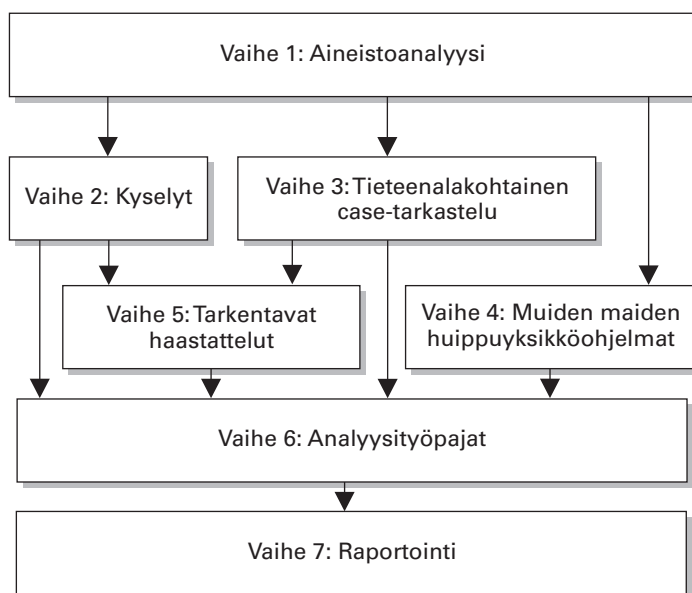 Vaihe 1: Aineistoanalyysi
Vaihe 2: Kyselyt
Vaihe 3: Tieteenalakohtainen
case-tarkastelu
Vaihe 5: Tarkentavat
haastattelut
Vaihe 4: Muiden maiden
huippuyksikköohjelmat
Vaihe 6: Analyysityöpajat
Vaihe 7: Raportointi